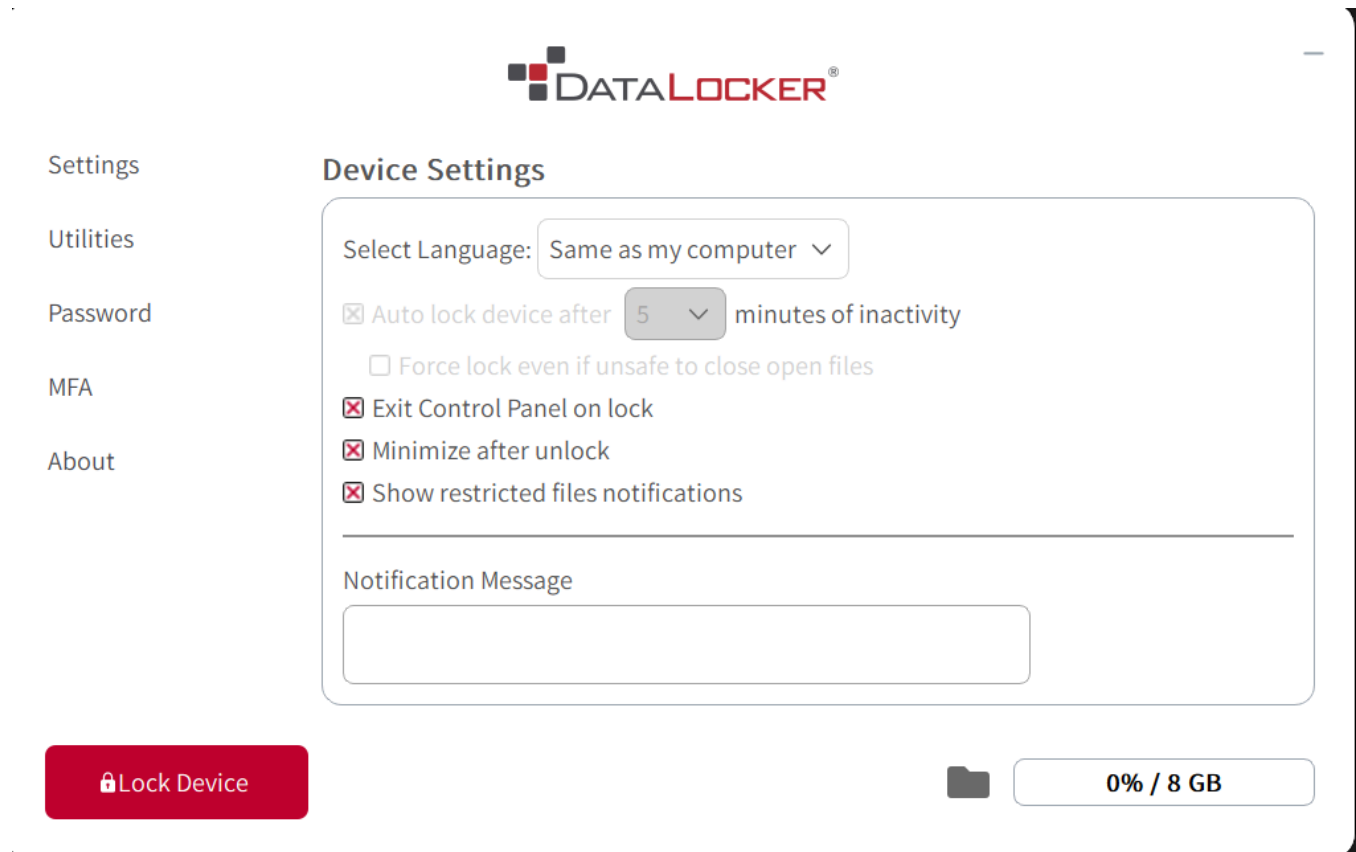 DATALOCKER®
Settings
Utilities
Password
MFA
About
Device Settings
Select Language: Same as my computer
Auto lock device after 5 minutes of inactivity
Force lock even if unsafe to close open files
Exit Control Panel on lock
Minimize after unlock
Show restricted files notifications
Notification Message
Lock Device
0% / 8 GB